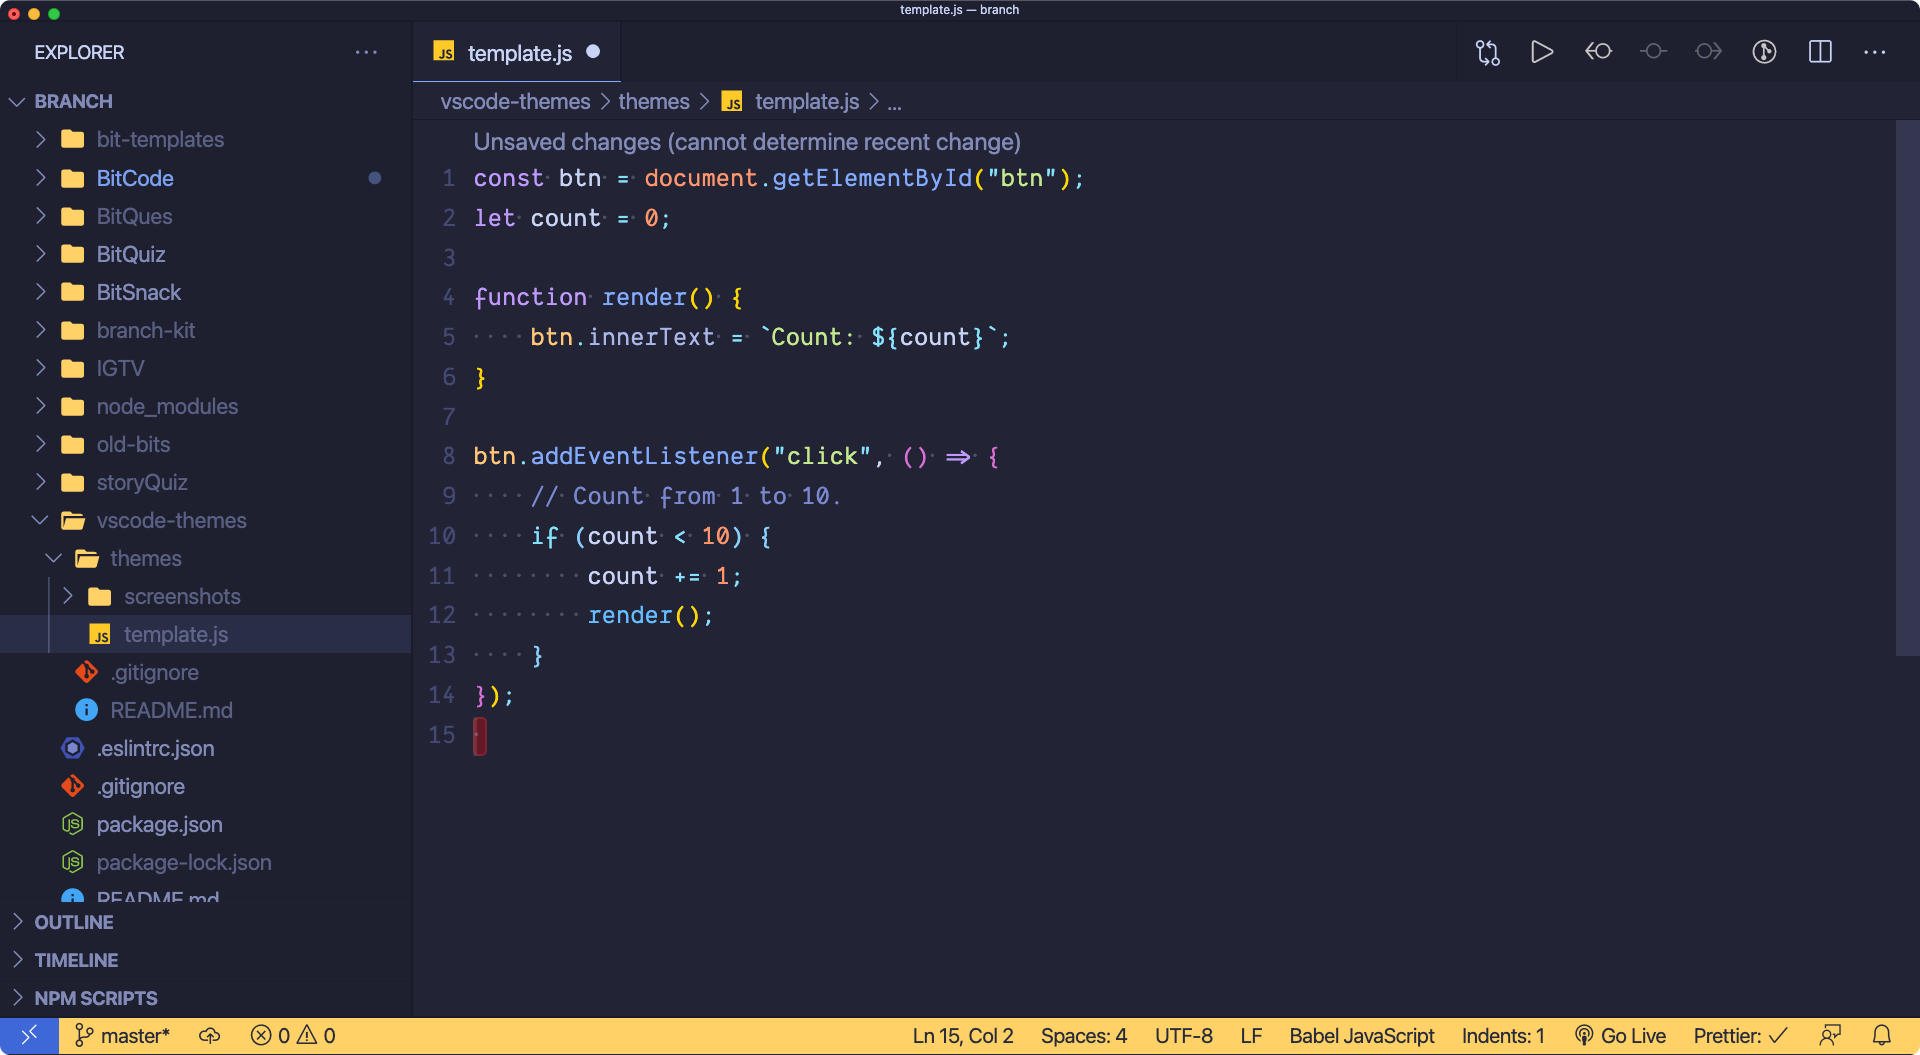 template.js — branch
EXPLORER
BRANCH
bit-templates
BitCode
BitQues
BitQuiz
BitSnack
branch-kit
IGTV
node_modules
old-bits
storyQuiz
vscode-themes
themes
screenshots
JS template.js
.gitignore
README.md
.eslintrc.json
.gitignore
package.json
package-lock.json
README.md
OUTLINE
TIMELINE
NPM SCRIPTS
JS template.js
vscode-themes > themes > JS template.js > ...
Unsaved changes (cannot determine recent change)
1 const btn = document.getElementById("btn");
2 let count = 0;
3
4 function render() {
5     btn.innerText = `Count: ${count}`;
6 }
7
8 btn.addEventListener("click", () => {
9     // Count from 1 to 10.
10     if (count < 10) {
11         count += 1;
12         render();
13     }
14 });
15
master* 0 0 Ln 15, Col 2 Spaces: 4 UTF-8 LF Babel JavaScript Indents: 1 Go Live Prettier: ✓